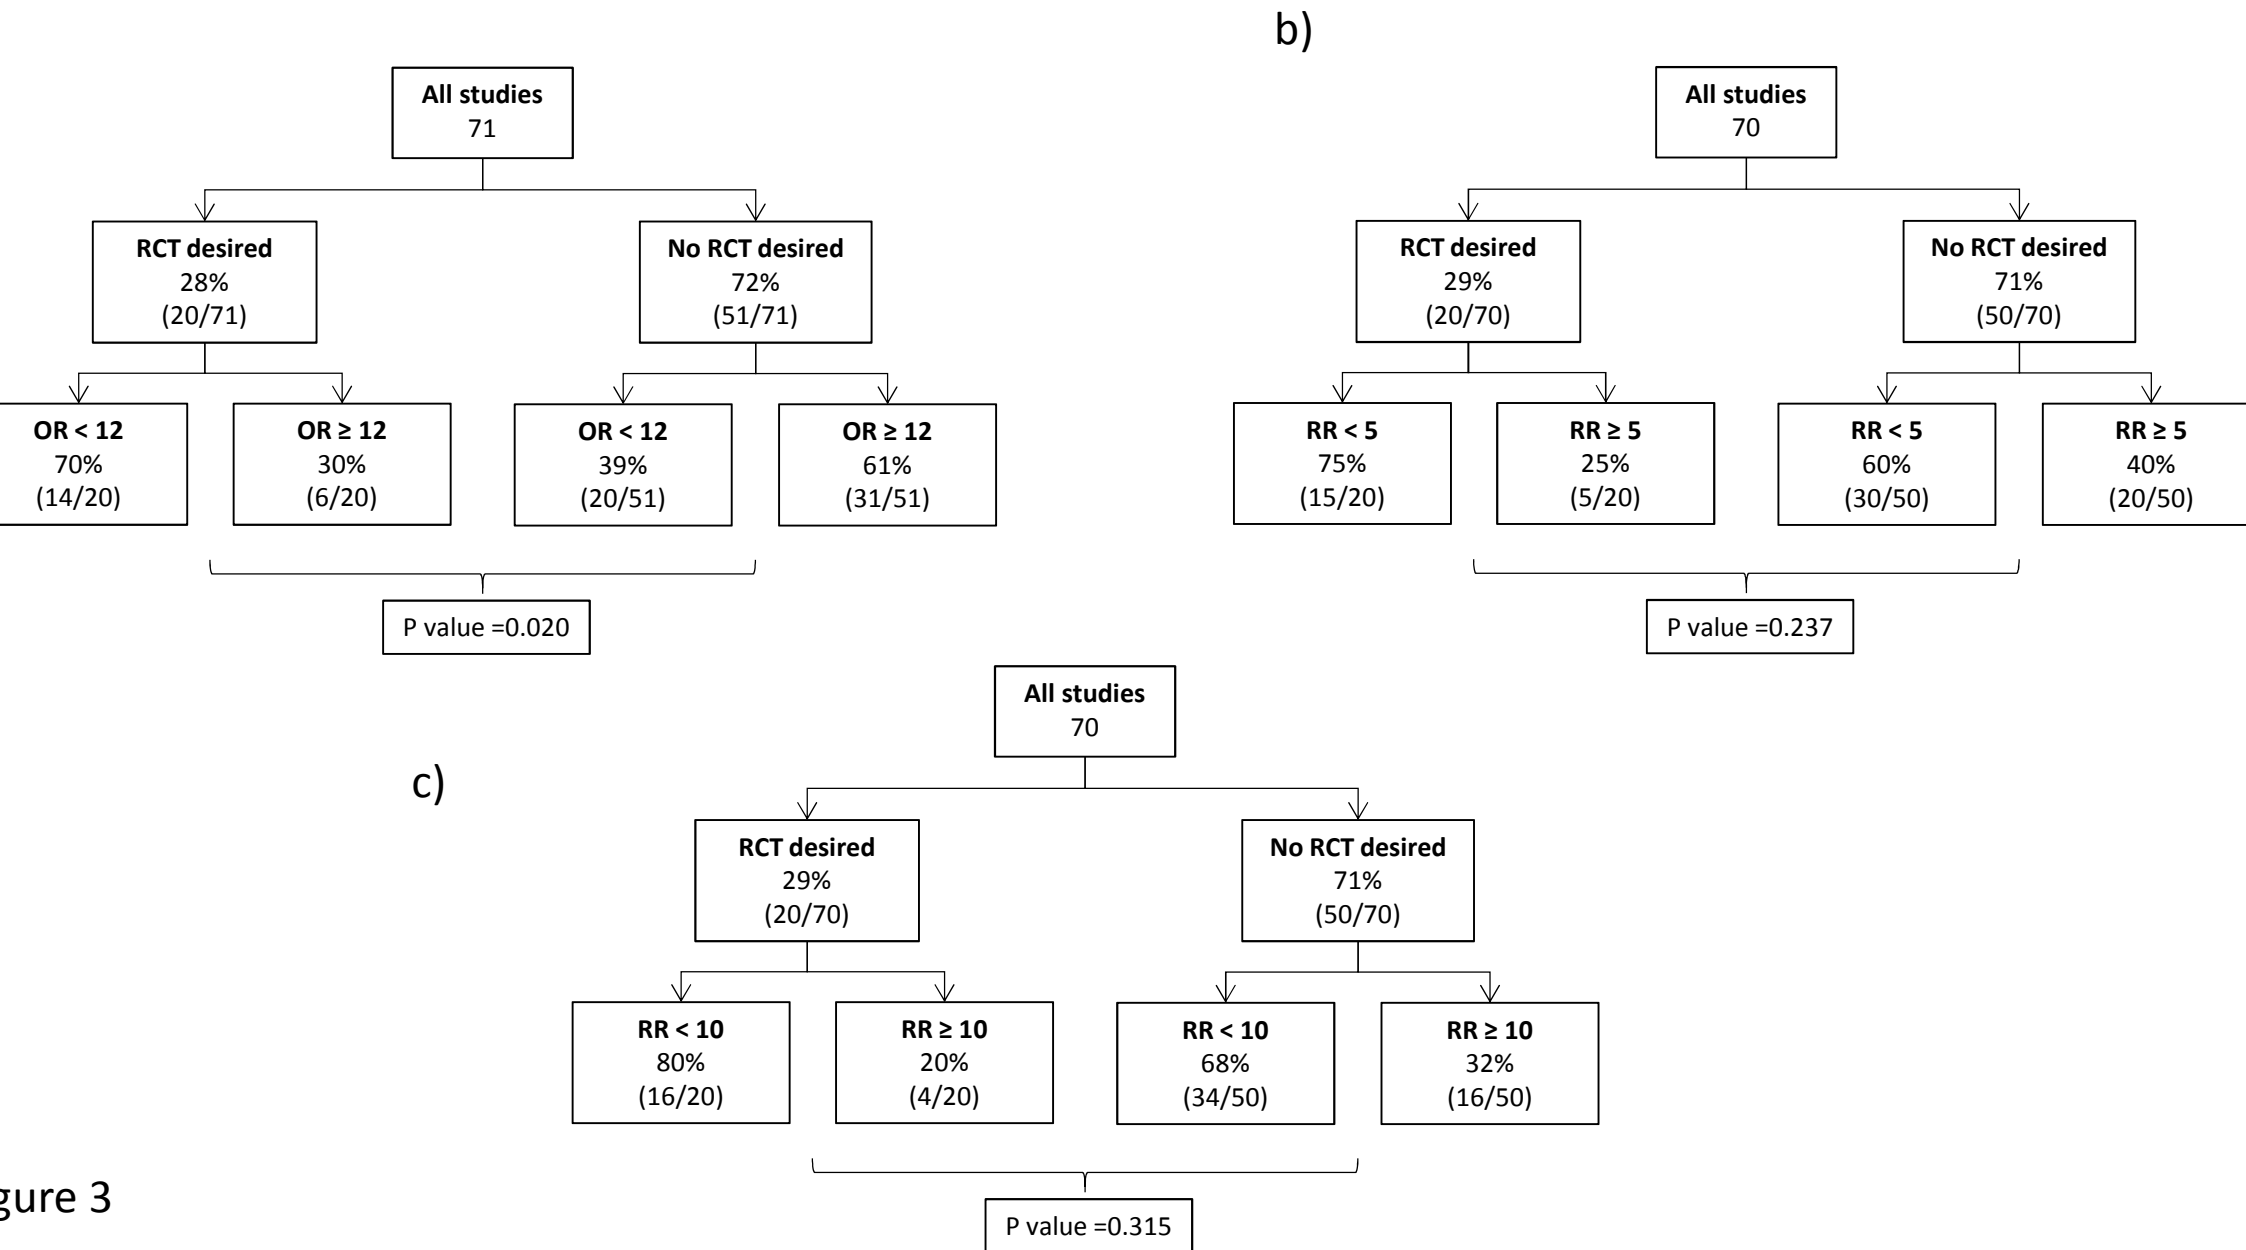 All studies
71
RCT desired
28%
(20/71)
No RCT desired
72%
(51/71)
OR < 12
70%
(14/20)
OR ≥ 12
30%
(6/20)
OR < 12
39%
(20/51)
OR ≥ 12
61%
(31/51)
P value =0.020
b)
All studies
70
RCT desired
29%
(20/70)
No RCT desired
71%
(50/70)
RR < 5
75%
(15/20)
RR ≥ 5
25%
(5/20)
RR < 5
60%
(30/50)
RR ≥ 5
40%
(20/50)
P value =0.237
c)
All studies
70
RCT desired
29%
(20/70)
No RCT desired
71%
(50/70)
RR < 10
80%
(16/20)
RR ≥ 10
20%
(4/20)
RR < 10
68%
(34/50)
RR ≥ 10
32%
(16/50)
P value =0.315
gure 3